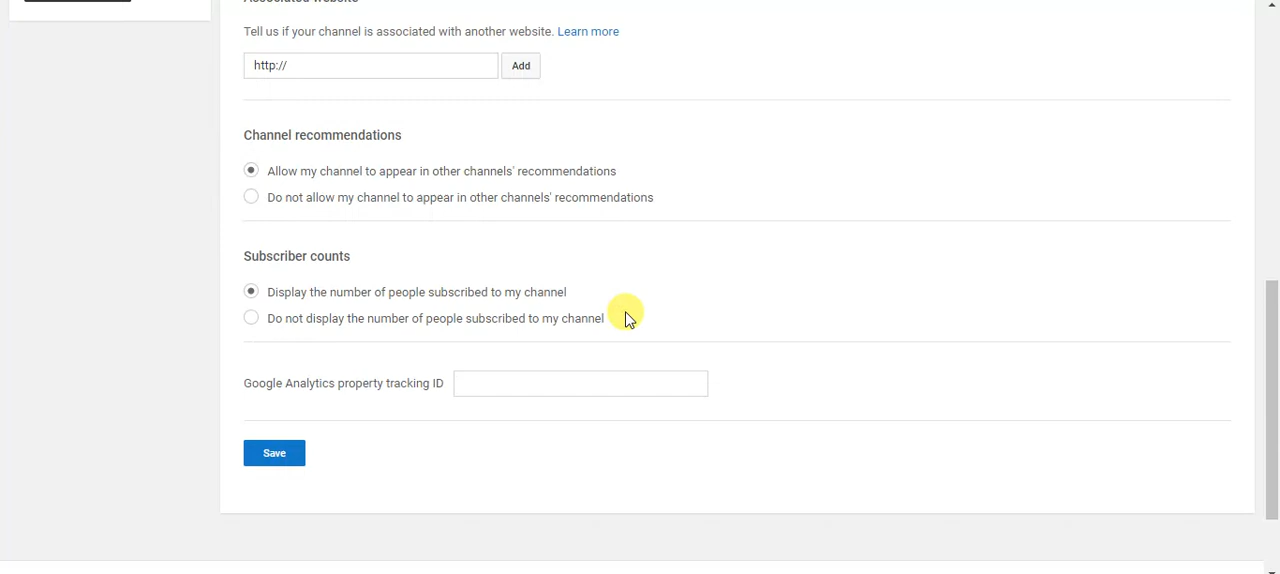 Associated website
Tell us if your channel is associated with another website. Learn more
http:// Add
Channel recommendations
Allow my channel to appear in other channels' recommendations
Do not allow my channel to appear in other channels' recommendations
Subscriber counts
Display the number of people subscribed to my channel
Do not display the number of people subscribed to my channel
Google Analytics property tracking ID
Save